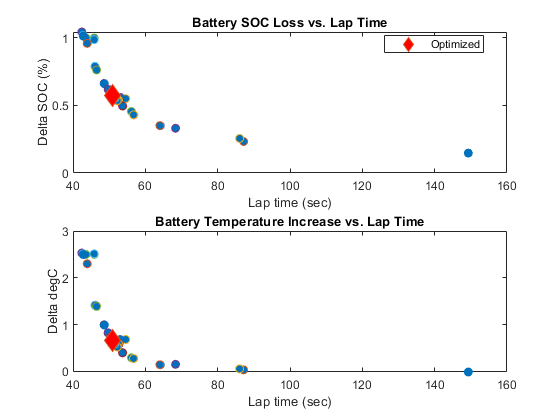 Battery SOC Loss vs. Lap Time
Optimized
1
0.5
0
Delta SOC (%)
40 60 80 100 120 140 160
Lap time (sec)
Battery Temperature Increase vs. Lap Time
3
2
1
0
Delta degC
40 60 80 100 120 140 160
Lap time (sec)